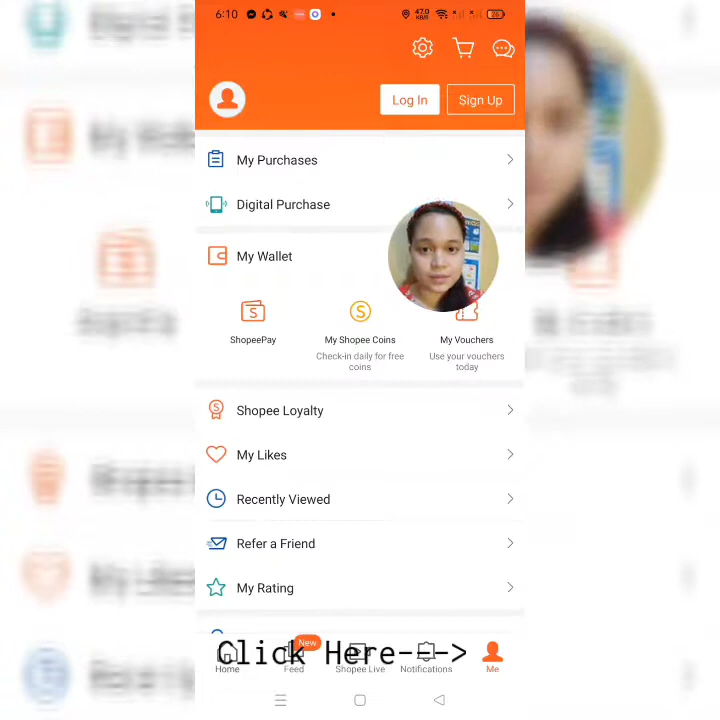 6:10
47.0
KB/S
26
Log In
Sign Up
My Purchases
Digital Purchase
My Wallet
ShopeePay
My Shopee Coins
My Vouchers
Check-in daily for free
coins
Use your vouchers
today
Shopee Loyalty
My Likes
Recently Viewed
Refer a Friend
My Rating
New
Click Here--->
Home
Feed
Shopee Live
Notifications
Me